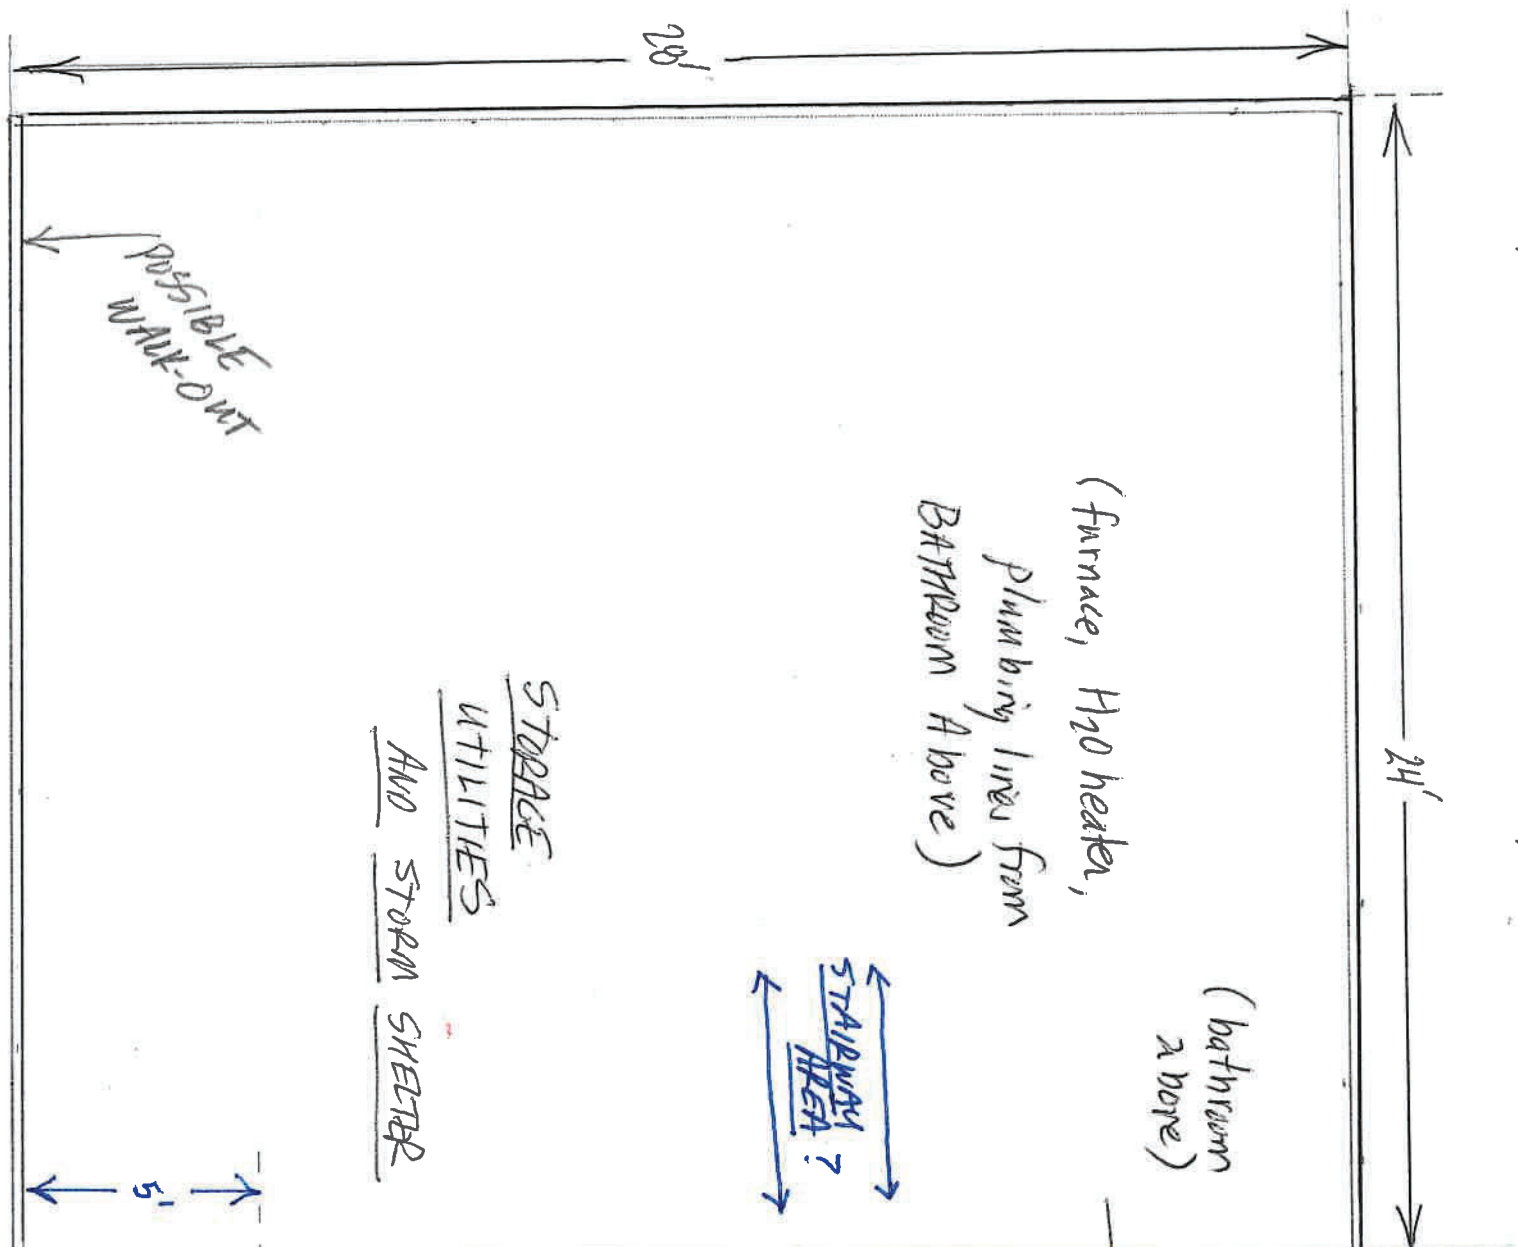 28'
24'
(bathroom
above)
(furnace, H2O heater,
plumbing lines from
BATHROOM Above)
STAIRWAY
AREA ?
STORAGE
UTILITIES
AND STORM SHELTER
POSSIBLE
WALK-OUT
5'